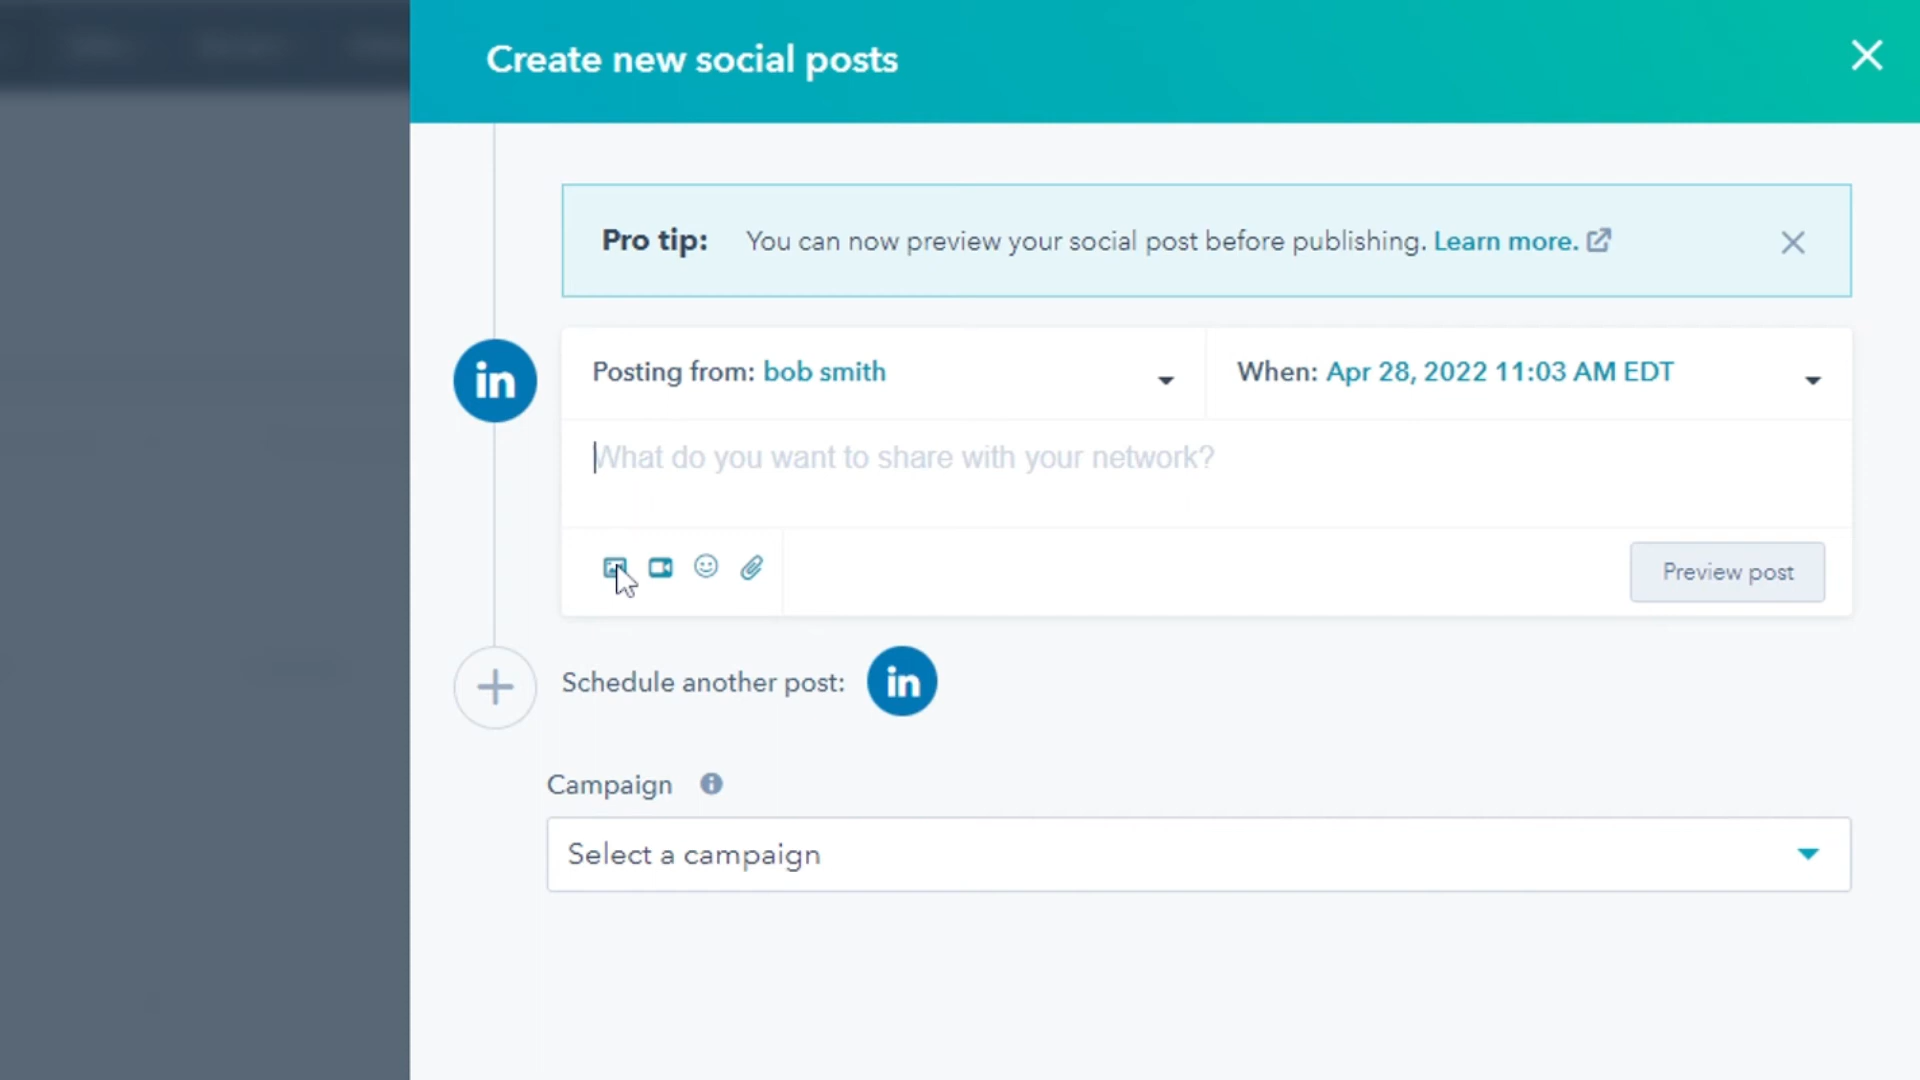 Create new social posts
Pro tip: You can now preview your social post before publishing. Learn more.
in Posting from: bob smith When: Apr 28, 2022 11:03 AM EDT
What do you want to share with your network?
Preview post
Schedule another post: in
Campaign
Select a campaign